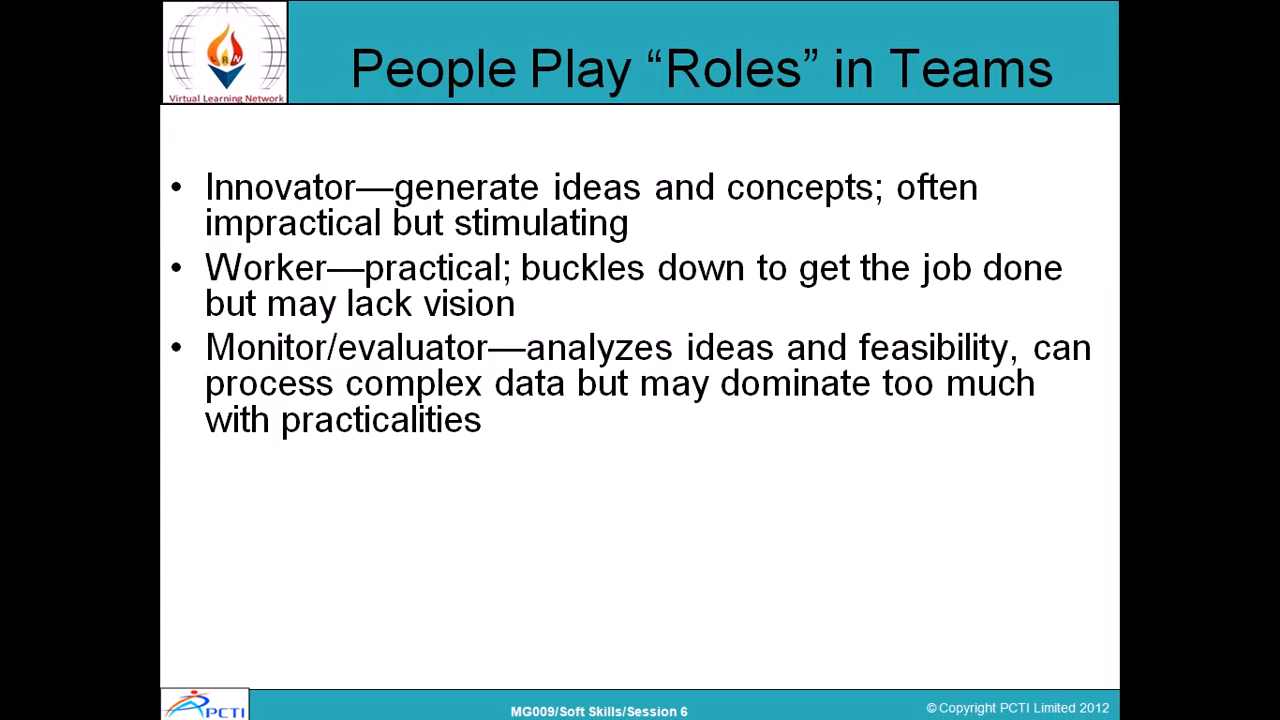 People Play “Roles” in Teams
VLRN
Virtual Learning Network
• Innovator—generate ideas and concepts; often
impractical but stimulating
• Worker—practical; buckles down to get the job done
but may lack vision
• Monitor/evaluator—analyzes ideas and feasibility, can
process complex data but may dominate too much
with practicalities
PCTI
MG009/Soft Skills/Session 6
© Copyright PCTI Limited 2012